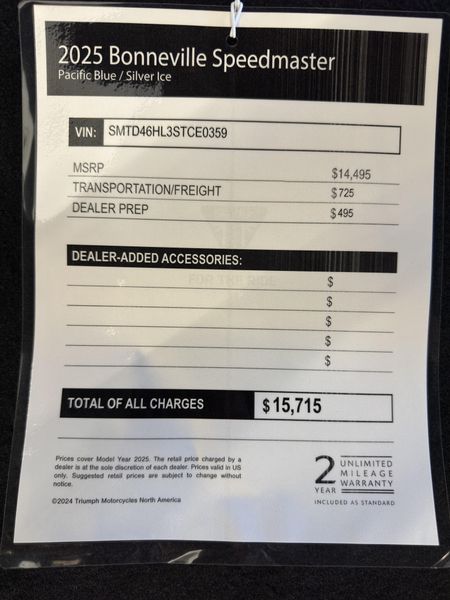 2025 Bonneville Speedmaster
Pacific Blue / Silver Ice
VIN: SMTD46HL3STCE0359
MSRP $14,495
TRANSPORTATION/FREIGHT $725
DEALER PREP $495
DEALER-ADDED ACCESSORIES:
FOR THE RIDE
$
$
$
$
$
TOTAL OF ALL CHARGES $15,715
Prices cover Model Year 2025. The retail price charged by a
dealer is at the sole discretion of each dealer. Prices valid in US
only. Suggested retail prices are subject to change without
notice.
©2024 Triumph Motorcycles North America
2 YEAR
UNLIMITED
MILEAGE
WARRANTY
INCLUDED AS STANDARD